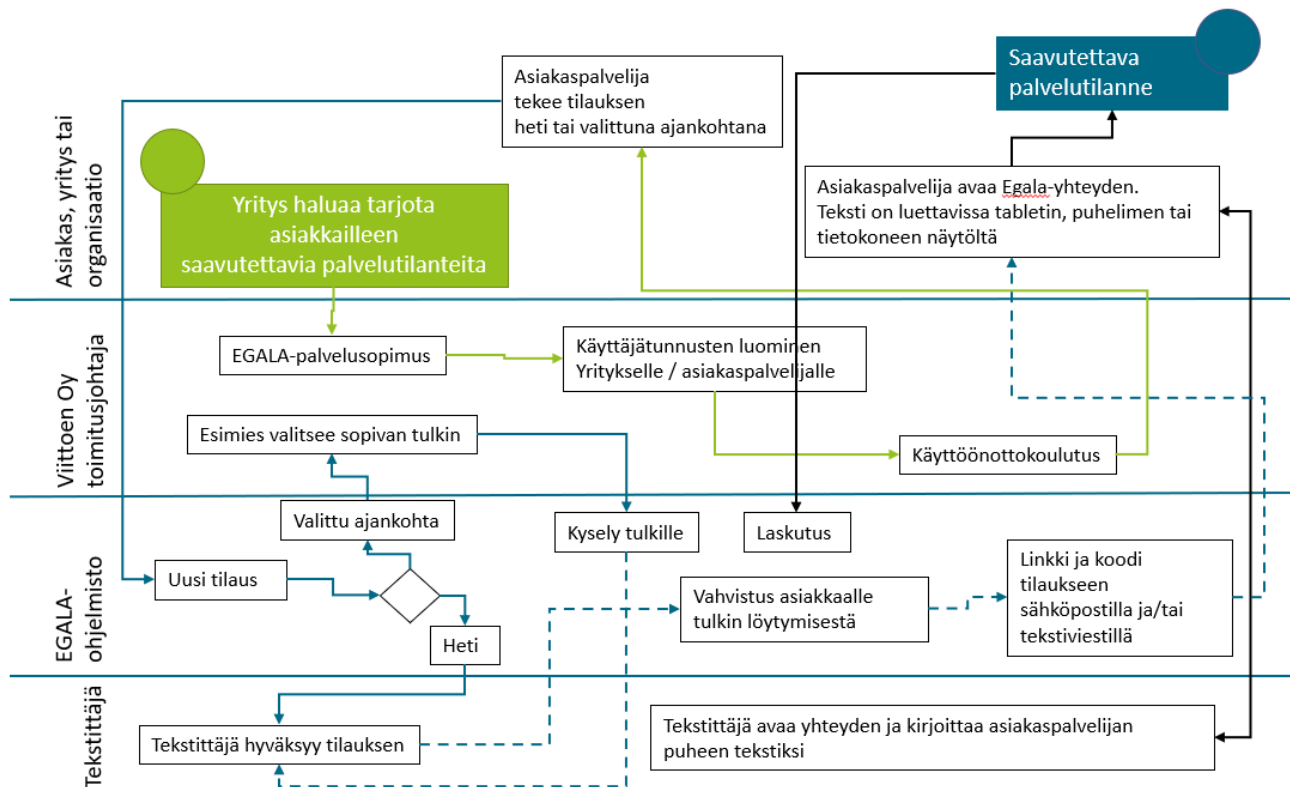 Asiakas, yritys tai
organisaatio
Yritys haluaa tarjota
asiakkailleen
saavutettavia palvelutilanteita
Asiakaspalvelija
tekee tilauksen
heti tai valittuna ajankohtana
Saavutettava
palvelutilanne
Asiakaspalvelija avaa Egala-yhteyden.
Teksti on luettavissa tabletin, puhelimen tai
tietokoneen näytöltä
Viittoen Oy
toimitusjohtaja
EGALA-palvelusopimus
Käyttäjätunnusten luominen
Yritykselle / asiakaspalvelijalle
Esimies valitsee sopivan tulkin
Käyttöönottokoulutus
EGALA-
ohjelmisto
Valittu ajankohta
Kysely tulkille
Laskutus
Uusi tilaus
Heti
Vahvistus asiakkaalle
tulkin löytymisestä
Linkki ja koodi
tilaukseen
sähköpostilla ja/tai
tekstiviestillä
Tekstittäjä
Tekstittäjä hyväksyy tilauksen
Tekstittäjä avaa yhteyden ja kirjoittaa asiakaspalvelijan
puheen tekstiksi